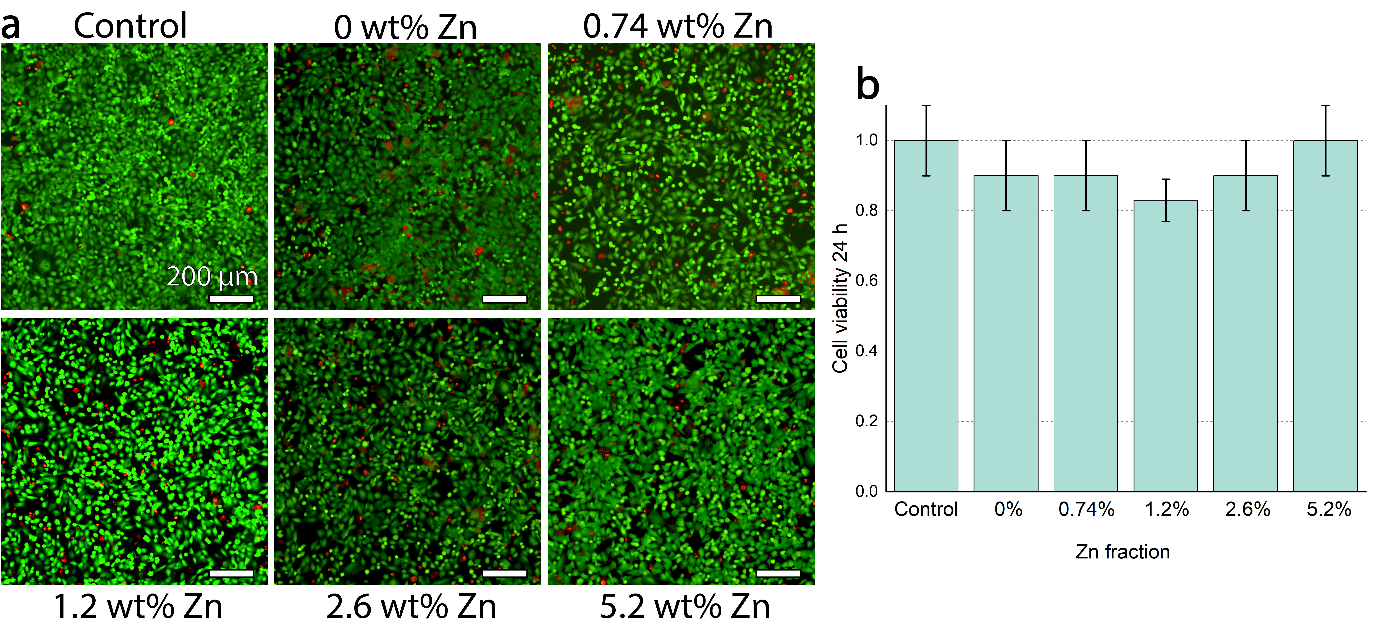 a
Control
0 wt% Zn
0.74 wt% Zn
200 µm
1.2 wt% Zn
2.6 wt% Zn
5.2 wt% Zn
b
Cell viability 24 h
1.0
0.8
0.6
0.4
0.2
0.0
Control
0%
0.74%
1.2%
2.6%
5.2%
Zn fraction